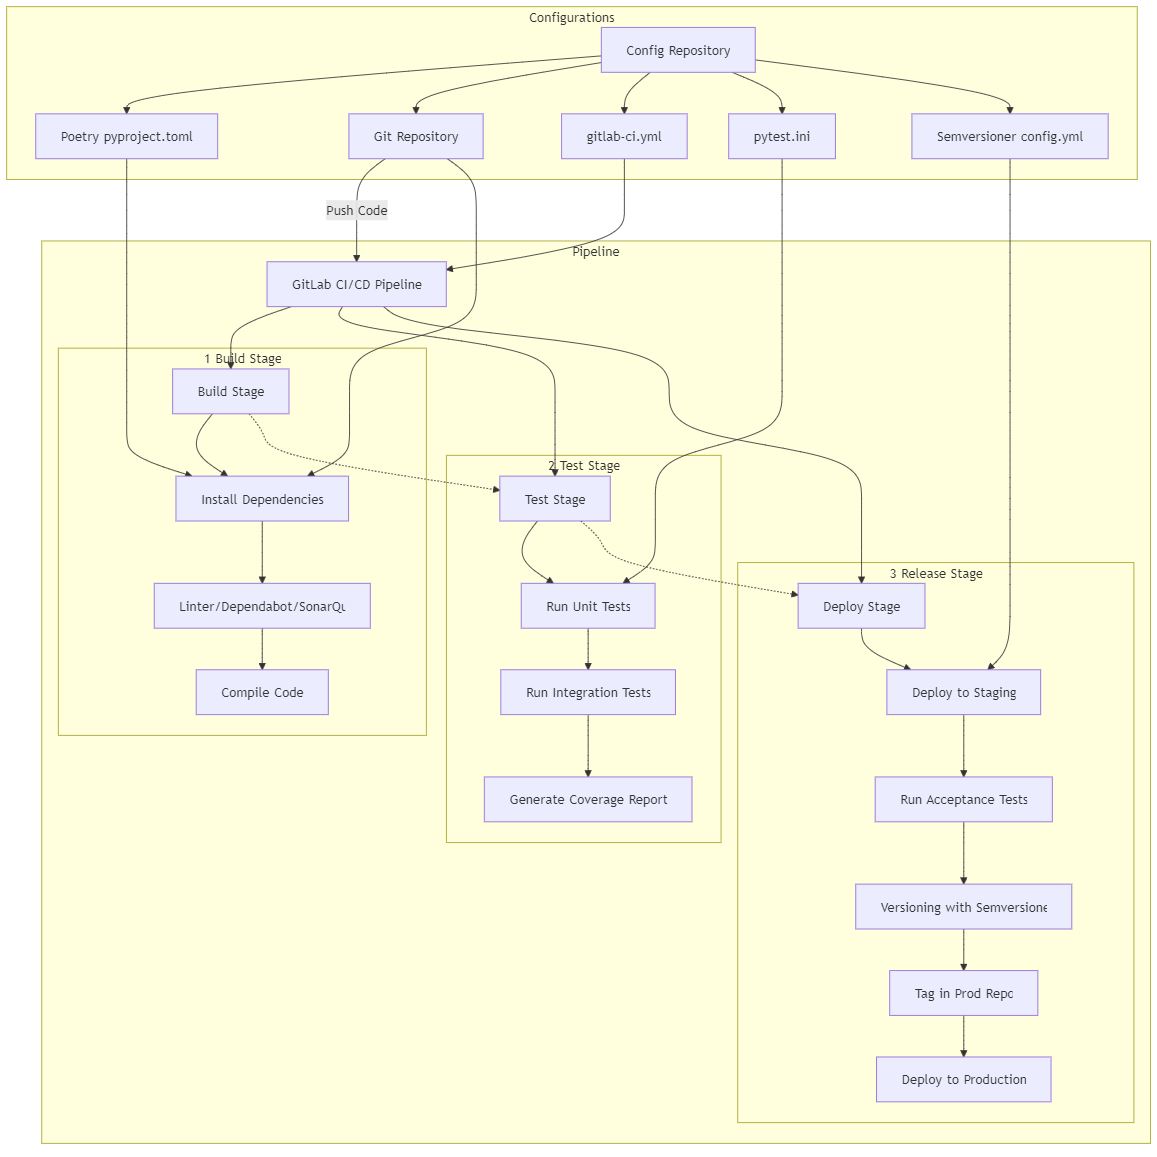 Configurations
Config Repository
Poetry pyproject.toml
Git Repository
gitlab-ci.yml
pytest.ini
Semversioner config.yml
Push Code
Pipeline
GitLab CI/CD Pipeline
1 Build Stage
Build Stage
2 Test Stage
Install Dependencies
Test Stage
3 Release Stage
Linter/Dependabot/SonarQu
Run Unit Tests
Deploy Stage
Compile Code
Run Integration Tests
Deploy to Staging
Generate Coverage Report
Run Acceptance Tests
Versioning with Semversione
Tag in Prod Repo
Deploy to Production